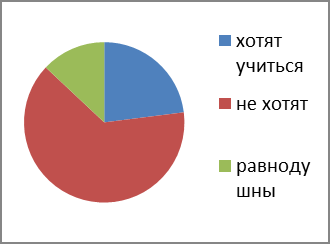 хотят
учиться
не хотят
равноду
шны